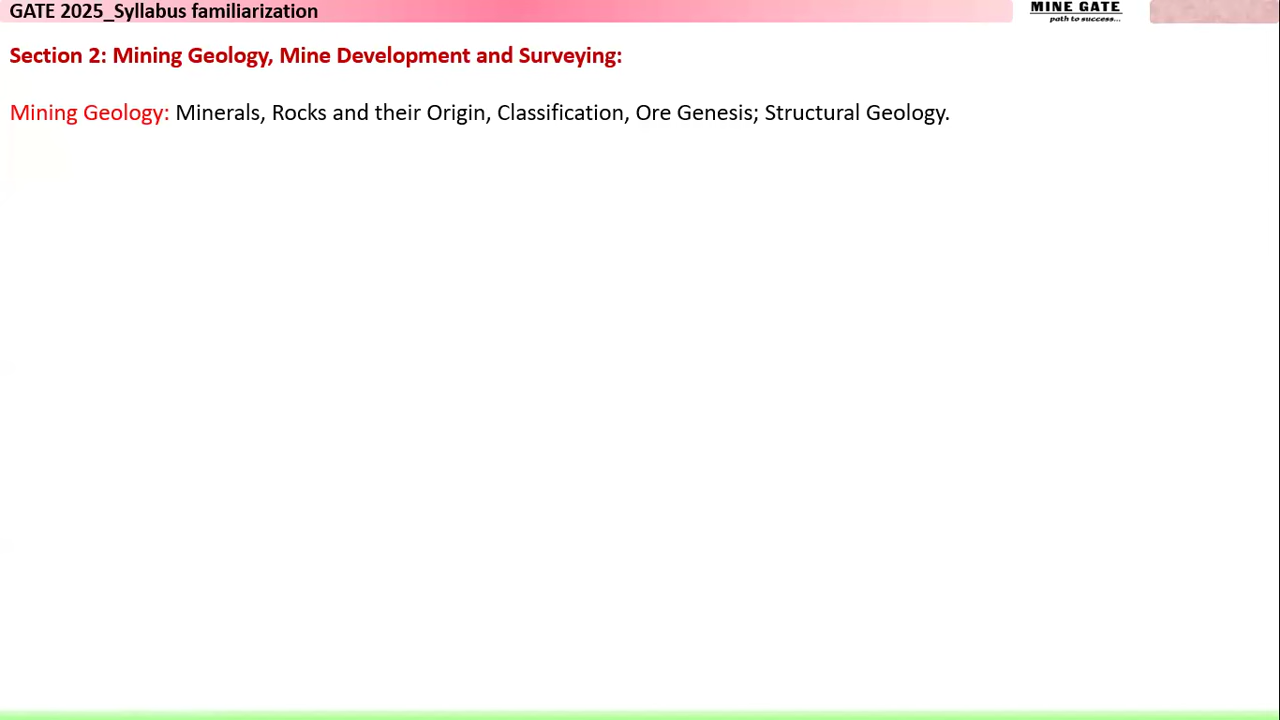 GATE 2025_Syllabus familiarization
MINE GATE
path to success...
Section 2: Mining Geology, Mine Development and Surveying:
Mining Geology: Minerals, Rocks and their Origin, Classification, Ore Genesis; Structural Geology.